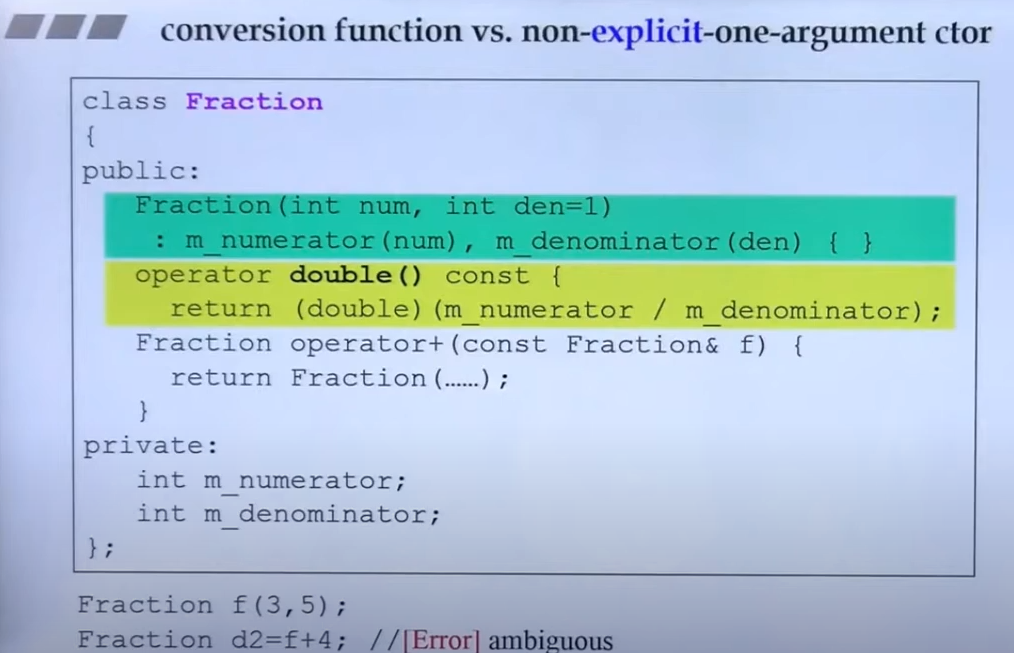 conversion function vs. non-explicit-one-argument ctor
class Fraction
{
public:
Fraction(int num, int den=1)
: m_numerator(num), m_denominator(den) { }
operator double() const {
return (double)(m_numerator / m_denominator);
Fraction operator+(const Fraction& f) {
return Fraction(……);
}
private:
int m_numerator;
int m_denominator;
};
Fraction f(3,5);
Fraction d2=f+4; //[Error] ambiguous